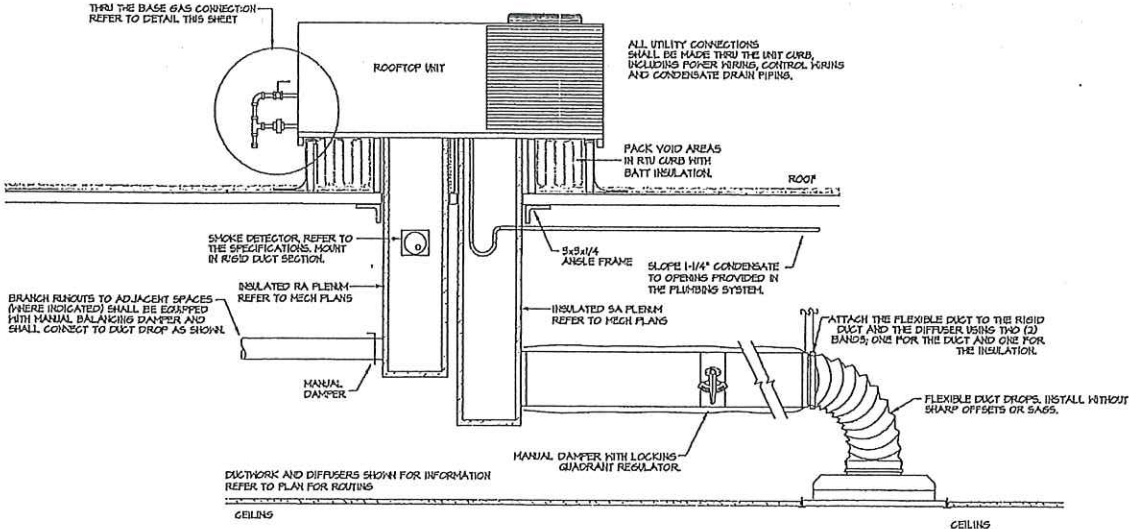 THRU THE BASE GAS CONNECTION
REFER TO DETAIL THIS SHEET
ROOFTOP UNIT
ALL UTILITY CONNECTIONS
SHALL BE MADE THRU THE UNIT CURB,
INCLUDING POWER WIRING, CONTROL WIRING
AND CONDENSATE DRAIN PIPING.
PACK VOID AREAS
IN RTU CURB WITH
BATT INSULATION.
ROOF
SMOKE DETECTOR, REFER TO
THE SPECIFICATIONS. MOUNT
IN RIGID DUCT SECTION.
3x3x1/4
ANGLE FRAME
SLOPE 1-1/4" CONDENSATE
TO OPENING PROVIDED IN
THE PLUMBING SYSTEM.
INSULATED RA PLENUM
REFER TO MECH PLANS
INSULATED SA PLENUM
REFER TO MECH PLANS
BRANCH RUNOUTS TO ADJACENT SPACES
(WHERE INDICATED) SHALL BE EQUIPPED
WITH MANUAL BALANCING DAMPER AND
SHALL CONNECT TO DUCT DROP AS SHOWN.
ATTACH THE FLEXIBLE DUCT TO THE RIGID
DUCT AND THE DIFFUSER USING TWO (2)
BANDS; ONE FOR THE DUCT AND ONE FOR
THE INSULATION.
MANUAL
DAMPER
FLEXIBLE DUCT DROPS. INSTALL WITHOUT
SHARP OFFSETS OR SAGS.
MANUAL DAMPER WITH LOCKING
QUADRANT REGULATOR.
DUCTWORK AND DIFFUSERS SHOWN FOR INFORMATION
REFER TO PLAN FOR ROUTING
CEILING
CEILING